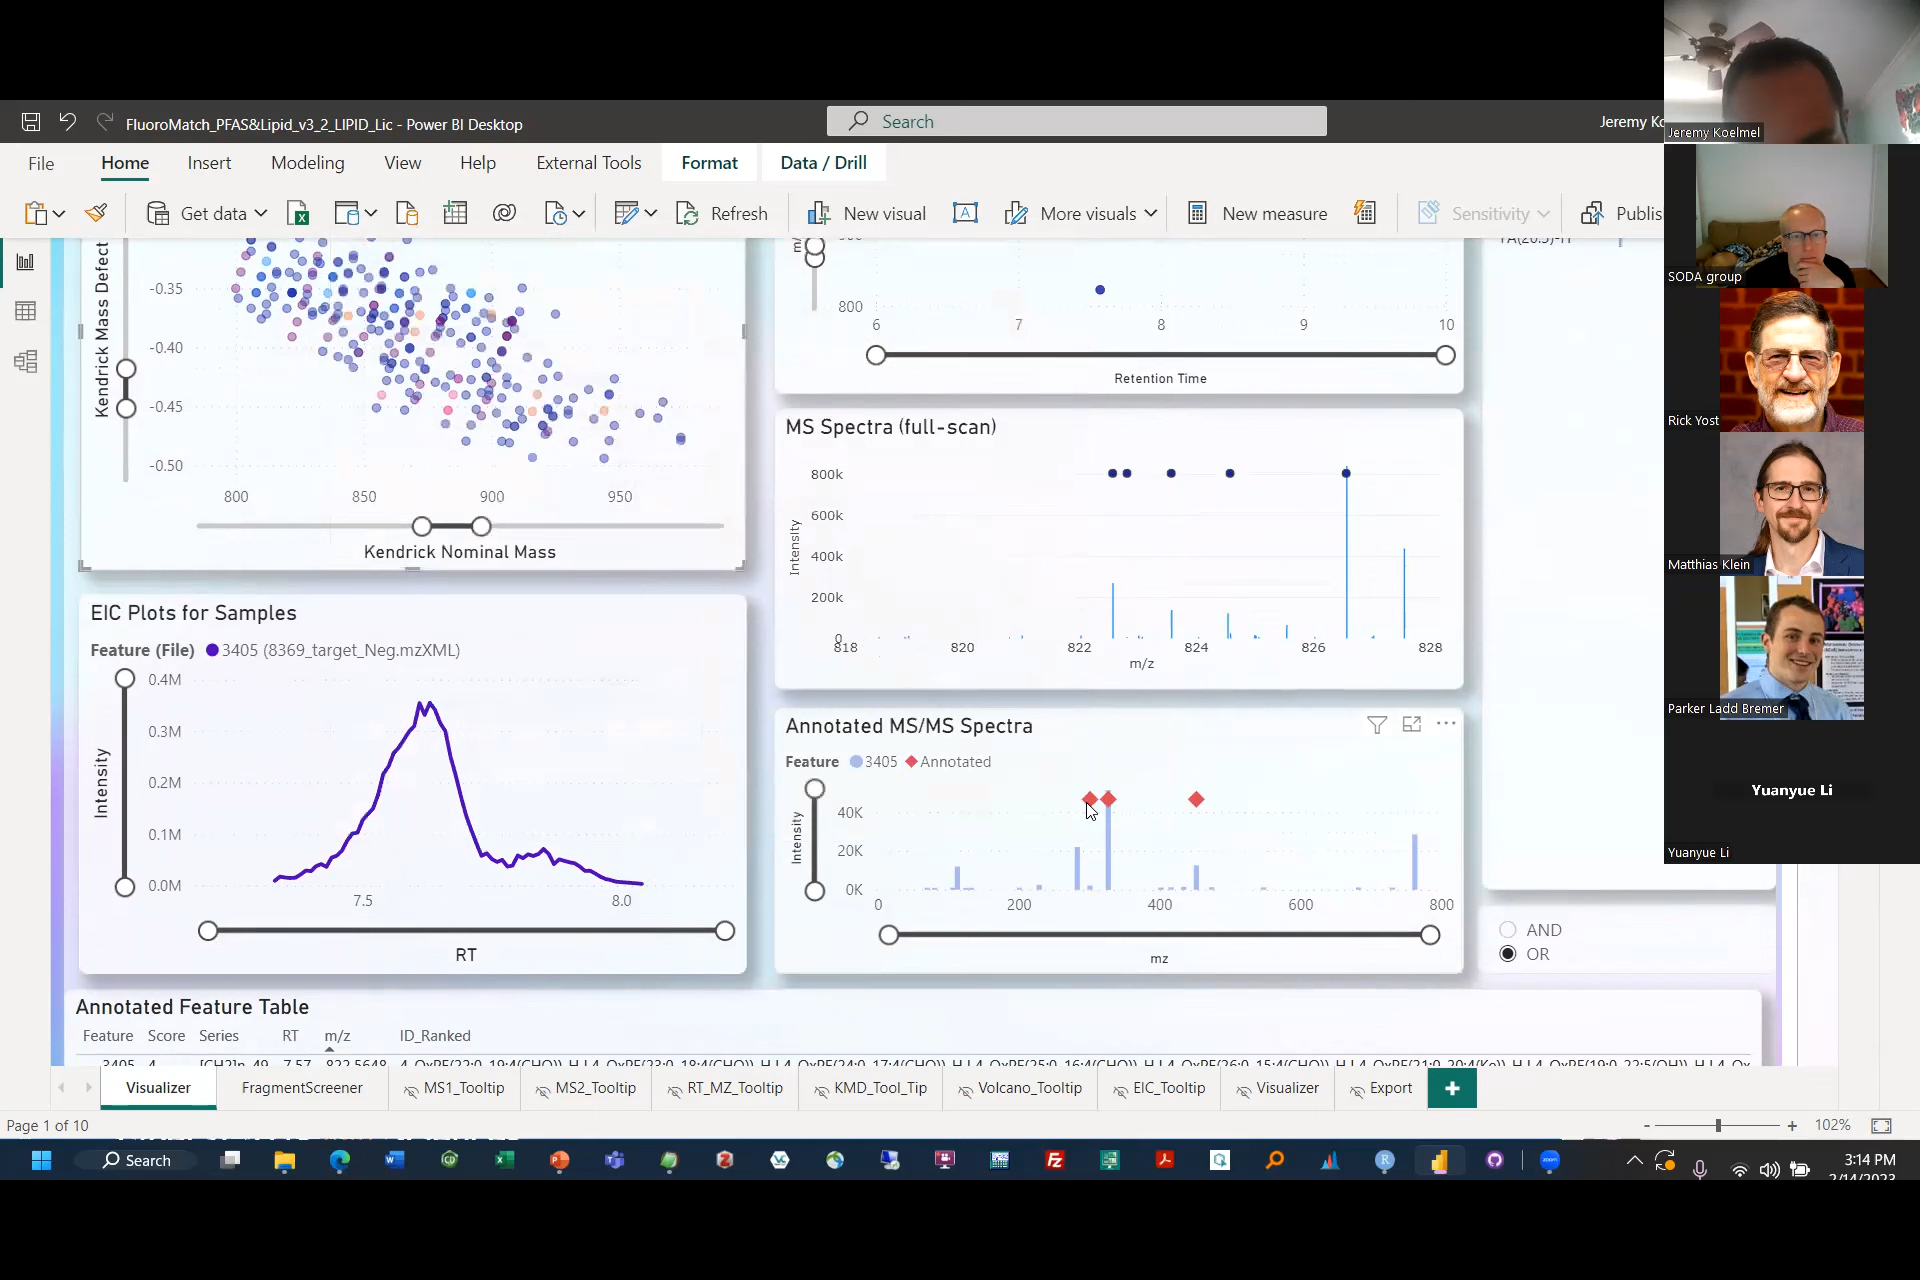 FluoroMatch_PFAS&Lipid_v3_2_LIPID_Lic - Power BI Desktop
Search
Jeremy Ko
File Home Insert Modeling View Help External Tools Format Data / Drill
Get data Refresh New visual More visuals New measure Sensitivity Publis
Kendrick Mass Defect
-0.35
-0.40
-0.45
-0.50
800 850 900 950
Kendrick Nominal Mass
800
6 7 8 9 10
Retention Time
MS Spectra (full-scan)
Intensity
800k
600k
400k
200k
0
818 820 822 824 826 828
m/z
EIC Plots for Samples
Feature (File) 3405 (8369_target_Neg.mzXML)
Intensity
0.4M
0.3M
0.2M
0.1M
0.0M
7.5 8.0
RT
Annotated MS/MS Spectra
Feature 3405 Annotated
Intensity
40K
20K
0K
0 200 400 600 800
mz
AND
OR
Annotated Feature Table
Feature Score Series RT m/z ID_Ranked
Visualizer FragmentScreener MS1_Tooltip MS2_Tooltip RT_MZ_Tooltip KMD_Tool_Tip Volcano_Tooltip EIC_Tooltip Visualizer Export +
Page 1 of 10
- + 102%
Search
3:14 PM
2/14/2023
Jeremy Koelmel
SODA group
Rick Yost
Matthias Klein
Parker Ladd Bremer
Yuanyue Li
Yuanyue Li